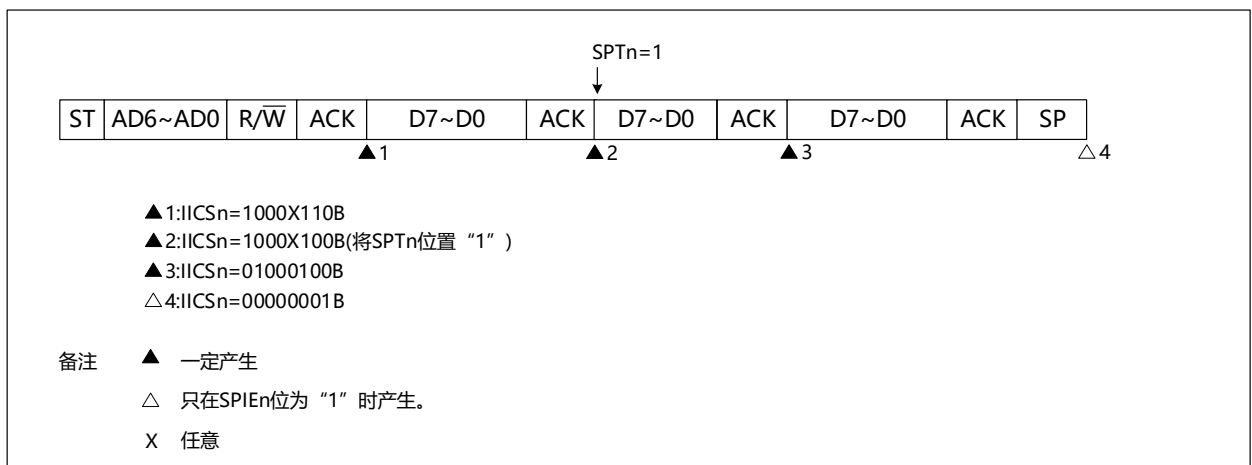 SPTn=1
ST AD6~AD0 R/W̅ ACK D7~D0 ACK D7~D0 ACK D7~D0 ACK SP
▲1 ▲2 ▲3 △4
▲1:IICSn=1000X110B
▲2:IICSn=1000X100B(将SPTn位置“1”)
▲3:IICSn=01000100B
△4:IICSn=00000001B
备注 ▲ 一定产生
△ 只在SPIEn位为“1”时产生。
X 任意